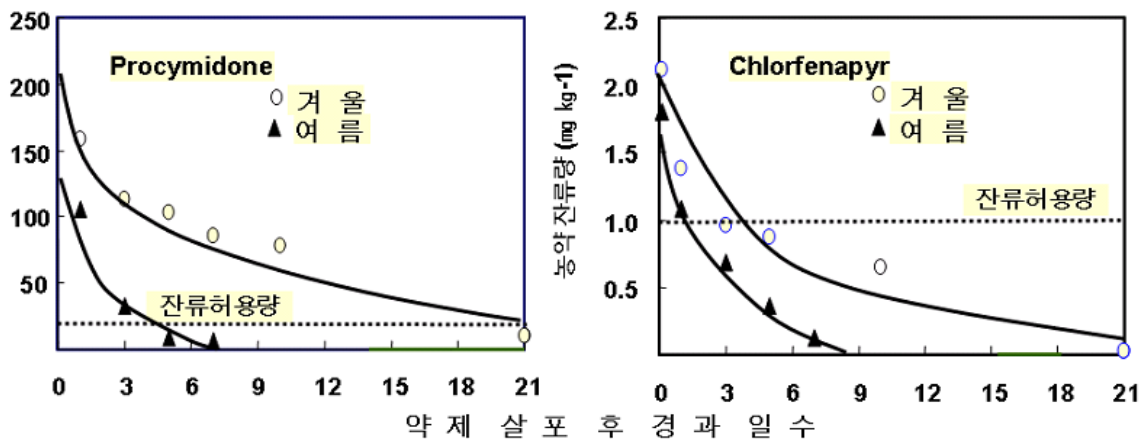 250
200
150
100
50
Procymidone
겨 울
여 름
잔류허용량
0 3 6 9 12 15 18 21
농약 잔류량 (mg kg-1)
2.5
2.0
1.5
1.0
0.5
Chlorfenapyr
겨 울
여 름
잔류허용량
0 3 6 9 12 15 18 21
약 제 살 포 후 경 과 일 수